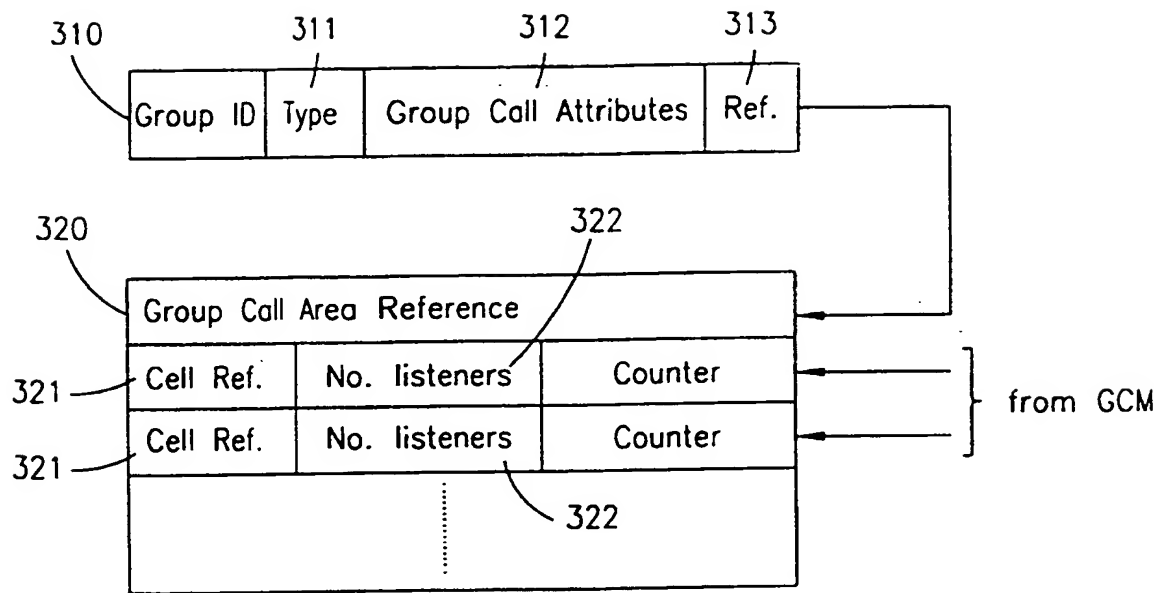 310 311 312 313
Group ID Type Group Call Attributes Ref.
320 322
Group Call Area Reference
321 Cell Ref. No. listeners Counter
from GCM
321 Cell Ref. No. listeners Counter
322